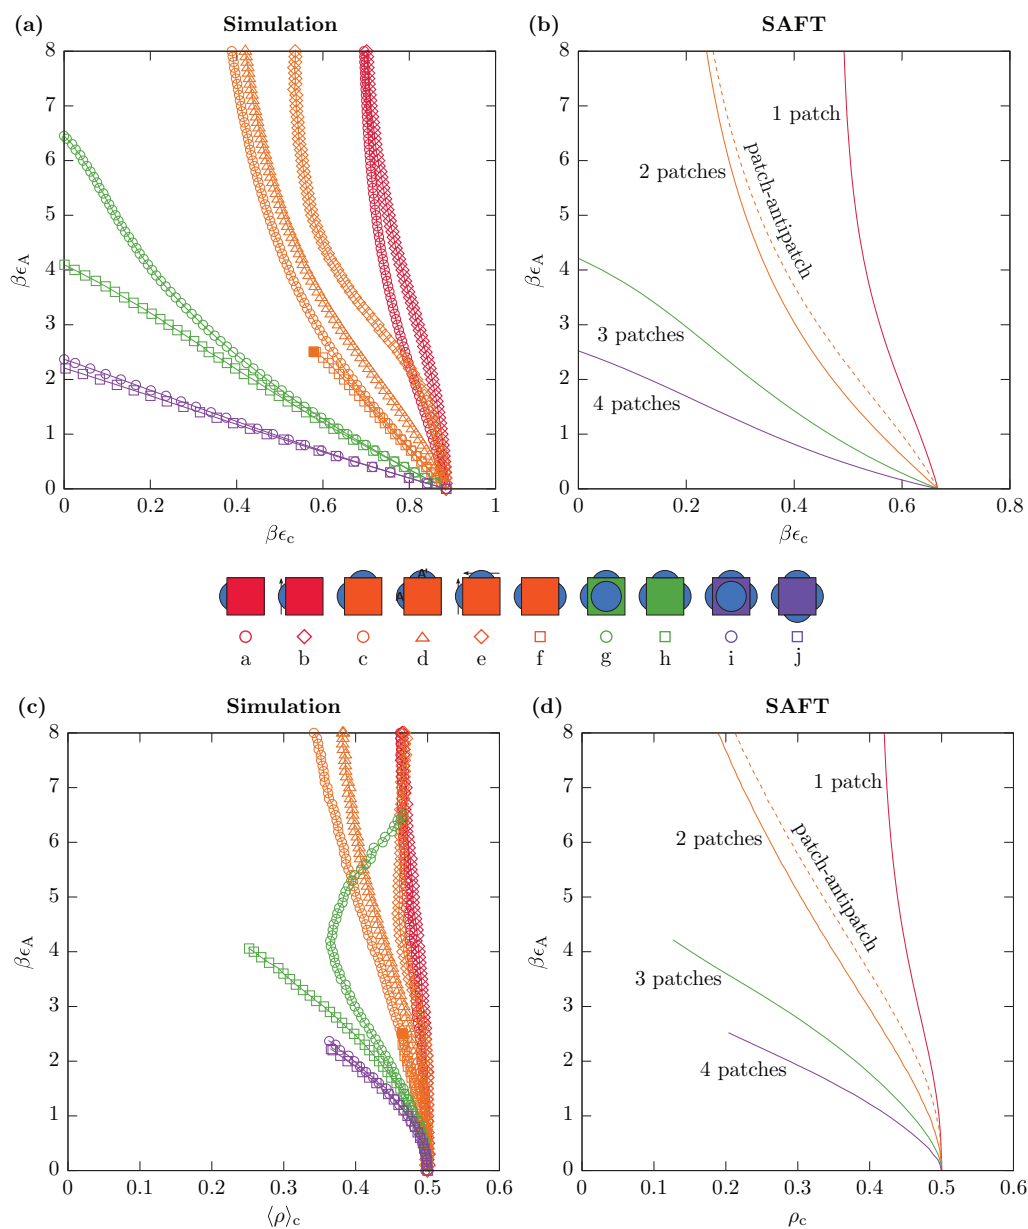 (a) Simulation
8
7
6
5
4
3
2
1
0
βϵA
0 0.2 0.4 0.6 0.8 1
βϵc
(b) SAFT
8
7
6
5
4
3
2
1
0
βϵA
1 patch
2 patches
patch-antipatch
3 patches
4 patches
0 0.2 0.4 0.6 0.8
βϵc
A A'
a b c d e f g h i j
(c) Simulation
8
7
6
5
4
3
2
1
0
βϵA
0 0.1 0.2 0.3 0.4 0.5 0.6
⟨ρ⟩c
(d) SAFT
8
7
6
5
4
3
2
1
0
βϵA
1 patch
2 patches
patch-antipatch
3 patches
4 patches
0 0.1 0.2 0.3 0.4 0.5 0.6
ρc